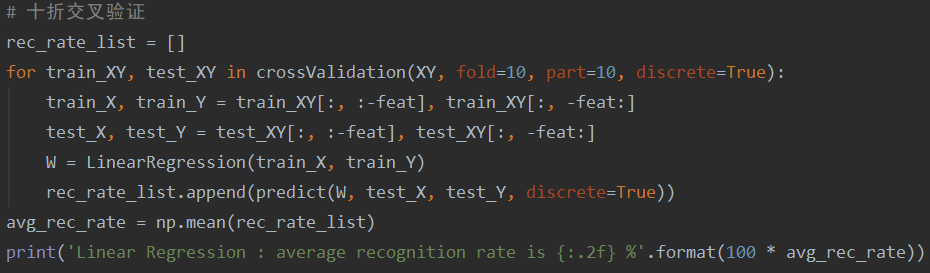 # 十折交叉验证
rec_rate_list = []
for train_XY, test_XY in crossValidation(XY, fold=10, part=10, discrete=True):
    train_X, train_Y = train_XY[:, :-feat], train_XY[:, -feat:]
    test_X, test_Y = test_XY[:, :-feat], test_XY[:, -feat:]
    W = LinearRegression(train_X, train_Y)
    rec_rate_list.append(predict(W, test_X, test_Y, discrete=True))
avg_rec_rate = np.mean(rec_rate_list)
print('Linear Regression : average recognition rate is {:.2f} %'.format(100 * avg_rec_rate))